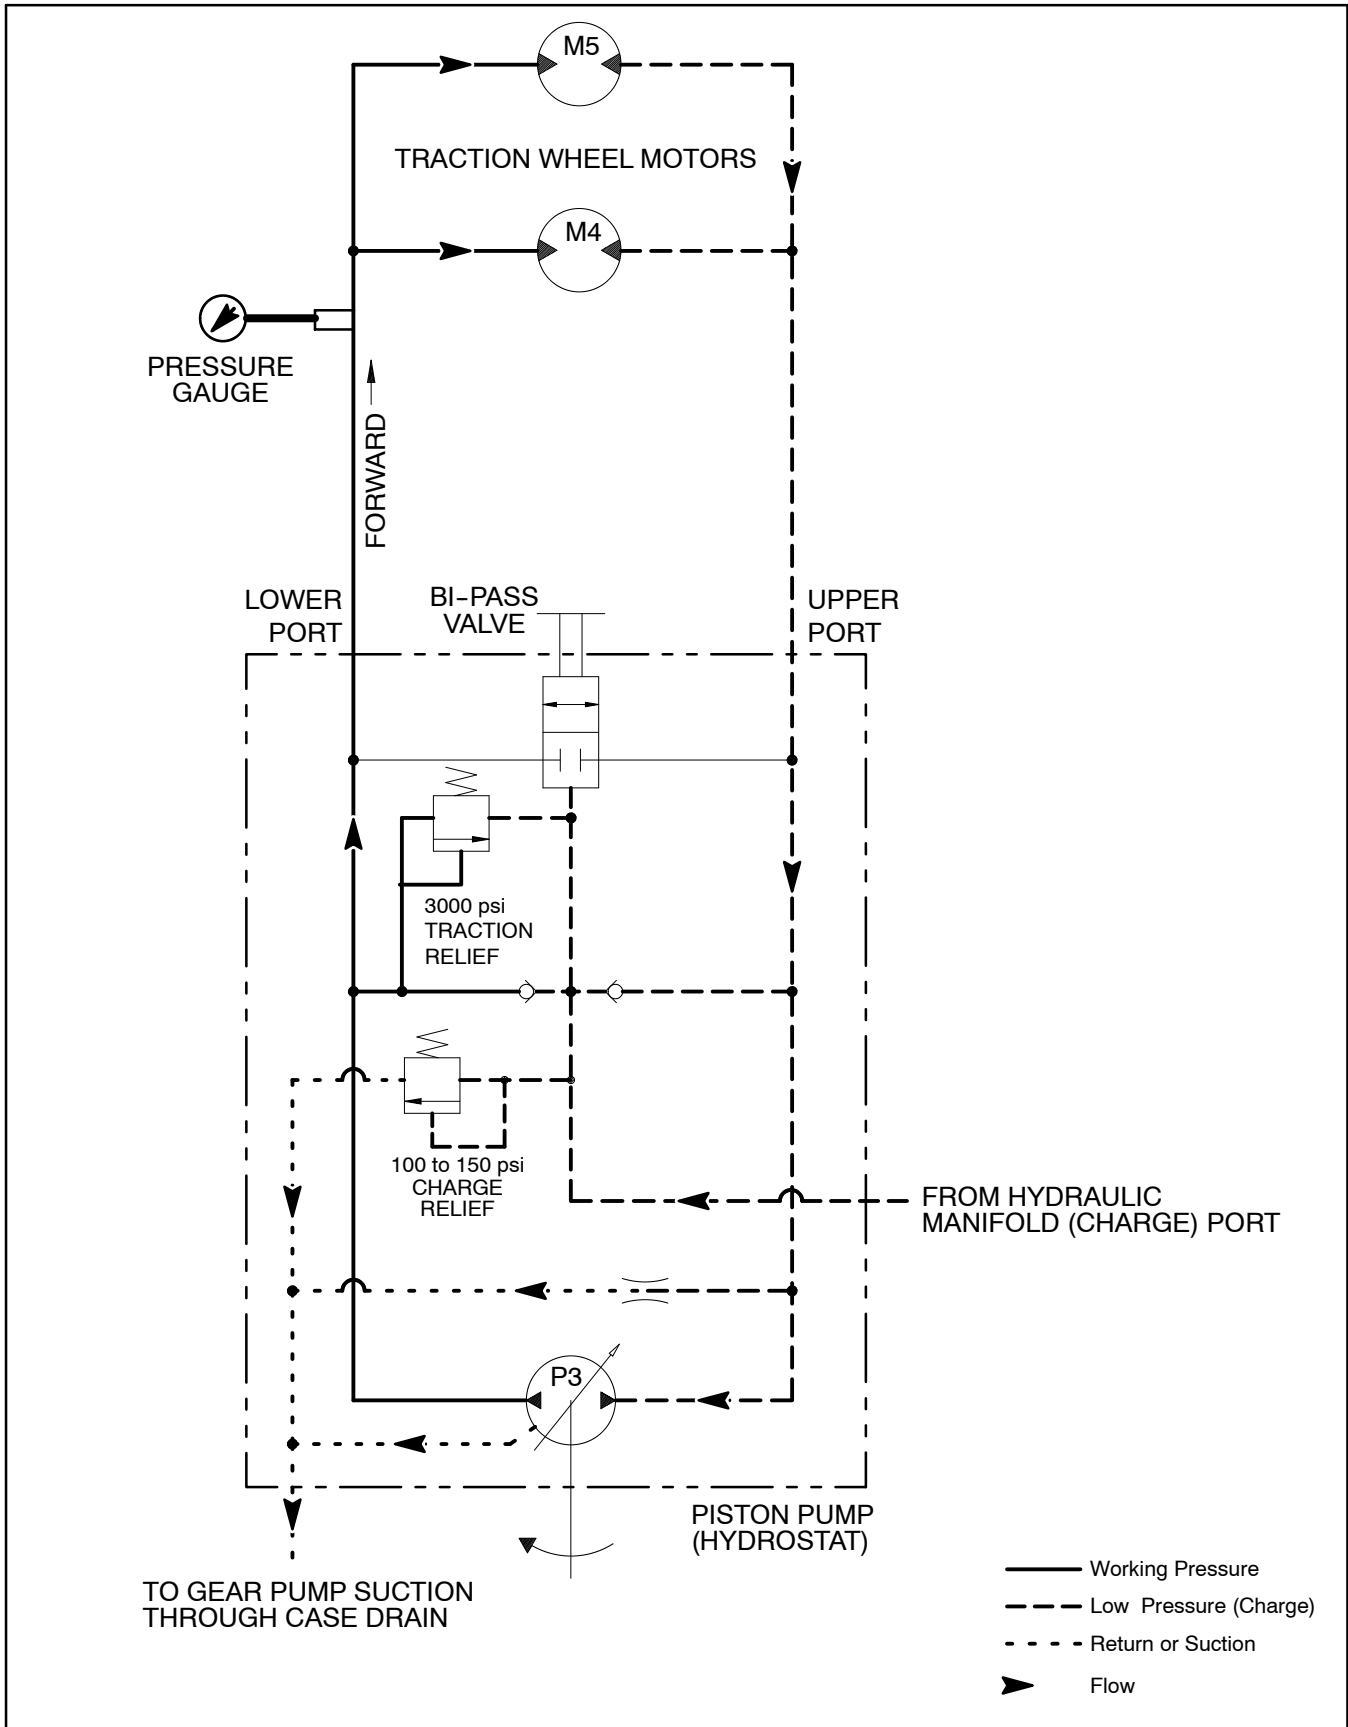 M5
TRACTION WHEEL MOTORS
M4
PRESSURE
GAUGE
FORWARD
LOWER
PORT
BI-PASS
VALVE
UPPER
PORT
3000 psi
TRACTION
RELIEF
100 to 150 psi
CHARGE
RELIEF
FROM HYDRAULIC
MANIFOLD (CHARGE) PORT
P3
PISTON PUMP
(HYDROSTAT)
TO GEAR PUMP SUCTION
THROUGH CASE DRAIN
Working Pressure
Low Pressure (Charge)
Return or Suction
Flow